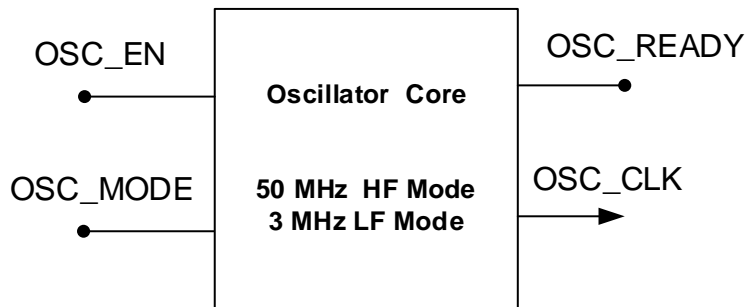 OSC_EN
OSC_READY
Oscillator Core
OSC_MODE
OSC_CLK
50 MHz HF Mode
3 MHz LF Mode